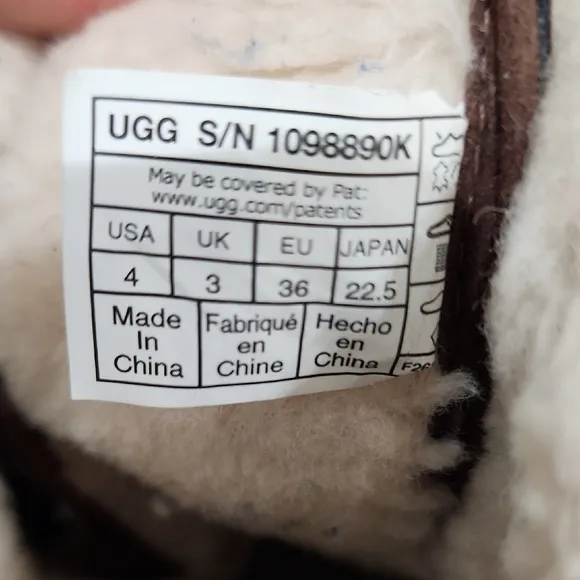 UGG S/N 1098890K
May be covered by Pat:
www.ugg.com/patents
USA UK EU JAPAN
4 3 36 22.5
Made In China
Fabriqué en Chine
Hecho en China